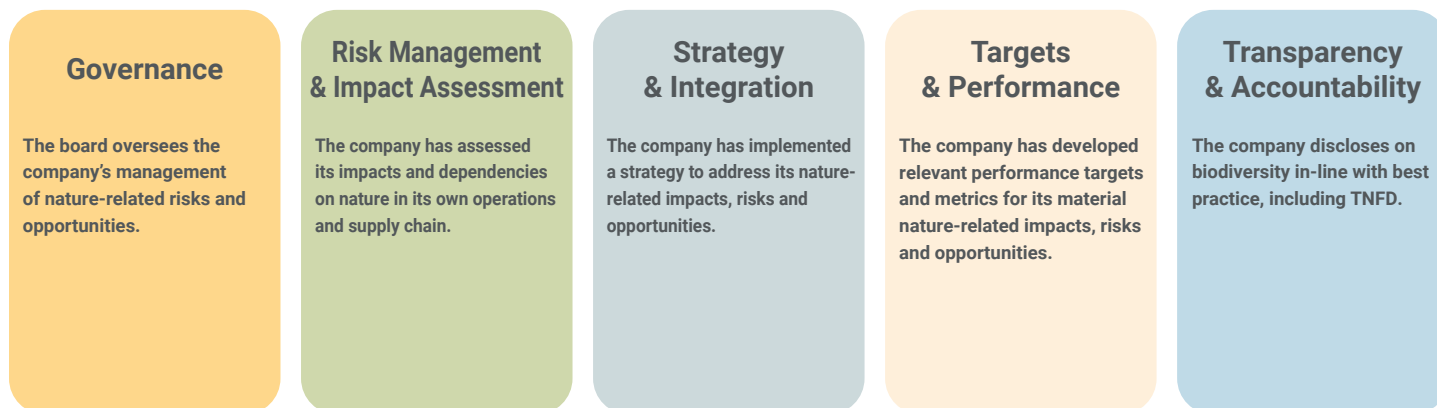 Governance
The board oversees the
company’s management
of nature-related risks and
opportunities.
Risk Management
& Impact Assessment
The company has assessed
its impacts and dependencies
on nature in its own operations
and supply chain.
Strategy
& Integration
The company has implemented
a strategy to address its nature-
related impacts, risks and
opportunities.
Targets
& Performance
The company has developed
relevant performance targets
and metrics for its material
nature-related impacts, risks
and opportunities.
Transparency
& Accountability
The company discloses on
biodiversity in-line with best
practice, including TNFD.